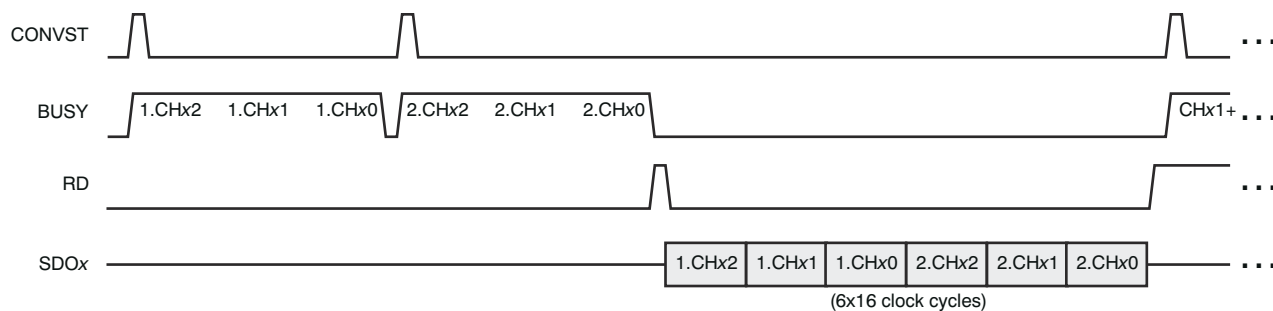 CONVST
. . .
BUSY 1.CHx2 1.CHx1 1.CHx0 2.CHx2 2.CHx1 2.CHx0 CHx1+ . . .
RD . . .
SDOx 1.CHx2 1.CHx1 1.CHx0 2.CHx2 2.CHx1 2.CHx0 . . .
(6x16 clock cycles)